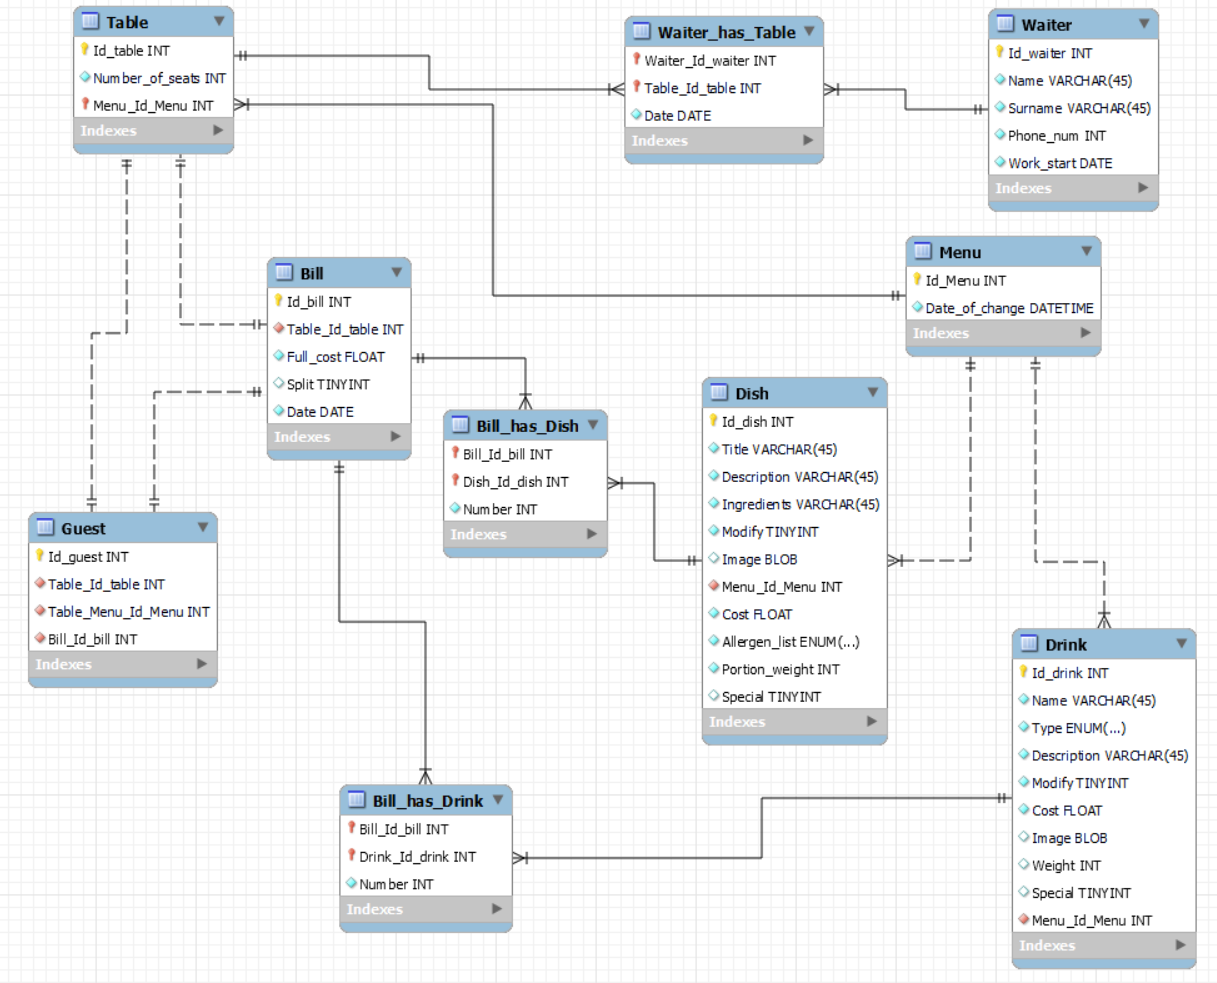 Table
Id_table INT
Number_of_seats INT
Menu_Id_Menu INT
Indexes
Waiter_has_Table
Waiter_Id_waiter INT
Table_Id_table INT
Date DATE
Indexes
Waiter
Id_waiter INT
Name VARCHAR(45)
Surname VARCHAR(45)
Phone_num INT
Work_start DATE
Indexes
Menu
Id_Menu INT
Date_of_change DATETIME
Indexes
Bill
Id_bill INT
Table_Id_table INT
Full_cost FLOAT
Split TINYINT
Date DATE
Indexes
Bill_has_Dish
Bill_Id_bill INT
Dish_Id_dish INT
Number INT
Indexes
Dish
Id_dish INT
Title VARCHAR(45)
Description VARCHAR(45)
Ingredients VARCHAR(45)
Modify TINYINT
Image BLOB
Menu_Id_Menu INT
Cost FLOAT
Allergen_list ENUM(...)
Portion_weight INT
Special TINYINT
Indexes
Guest
Id_guest INT
Table_Id_table INT
Table_Menu_Id_Menu INT
Bill_Id_bill INT
Indexes
Drink
Id_drink INT
Name VARCHAR(45)
Type ENUM(...)
Description VARCHAR(45)
Modify TINYINT
Cost FLOAT
Image BLOB
Weight INT
Special TINYINT
Menu_Id_Menu INT
Indexes
Bill_has_Drink
Bill_Id_bill INT
Drink_Id_drink INT
Number INT
Indexes